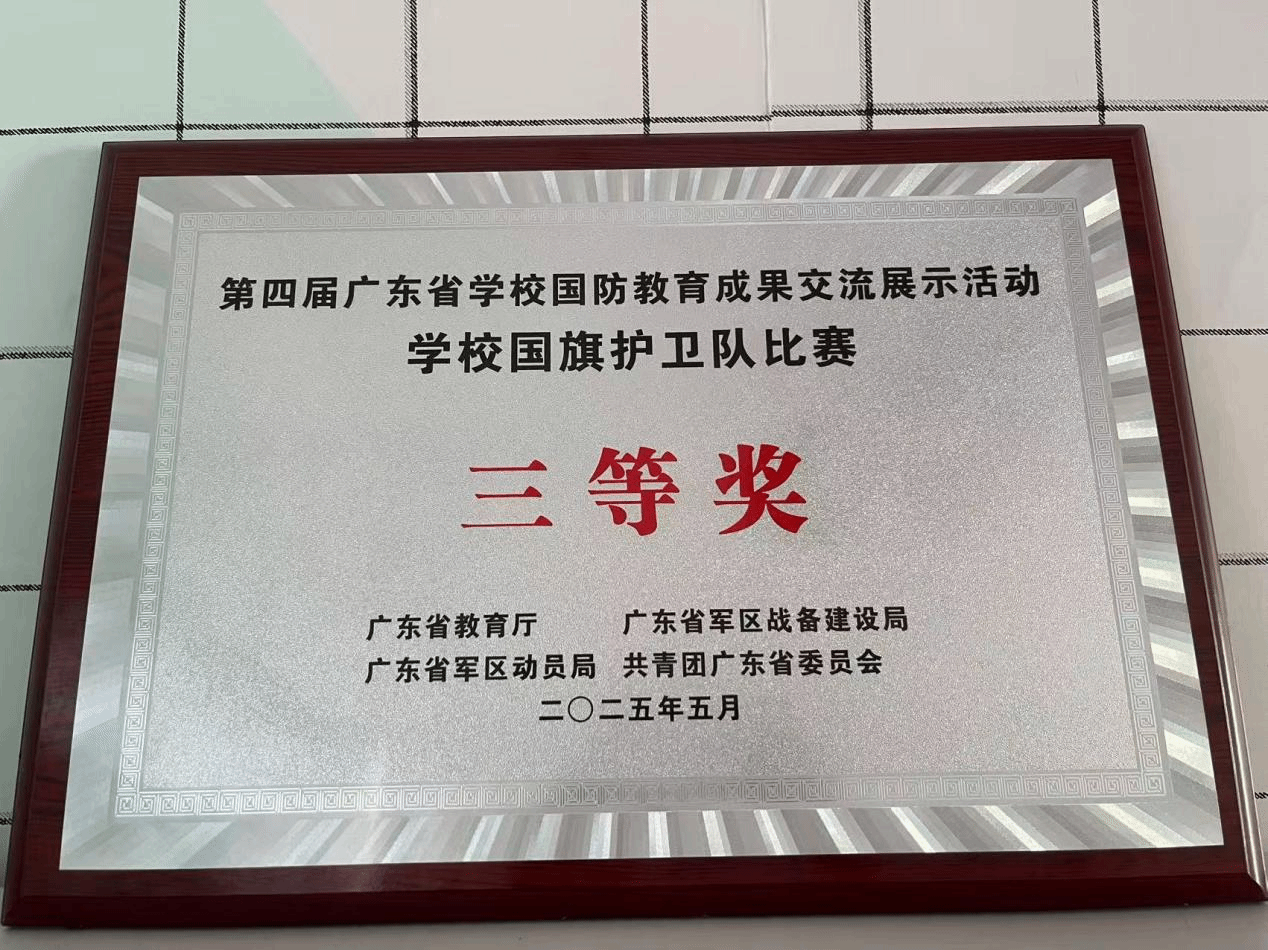 第四届广东省学校国防教育成果交流展示活动
学校国旗护卫队比赛
三等奖
广东省教育厅 广东省军区战备建设局
广东省军区动员局 共青团广东省委员会
二〇二五年五月